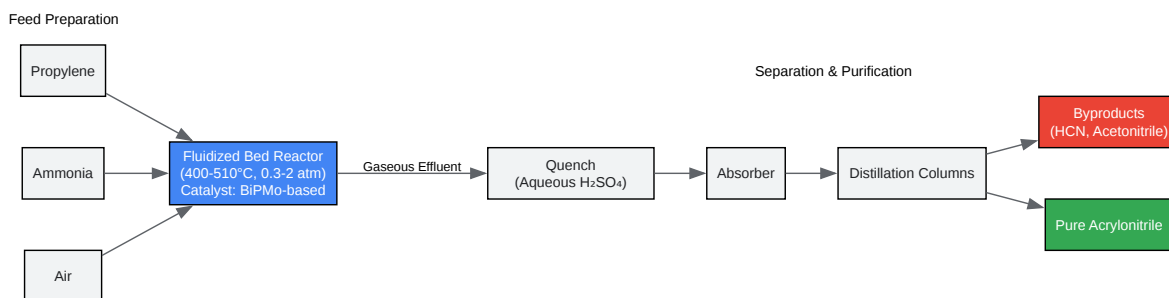 Feed Preparation
Propylene
Ammonia
Air
Fluidized Bed Reactor
(400-510°C, 0.3-2 atm)
Catalyst: BiPMo-based
Gaseous Effluent
Quench
(Aqueous H₂SO₄)
Absorber
Separation & Purification
Distillation Columns
Byproducts
(HCN, Acetonitrile)
Pure Acrylonitrile